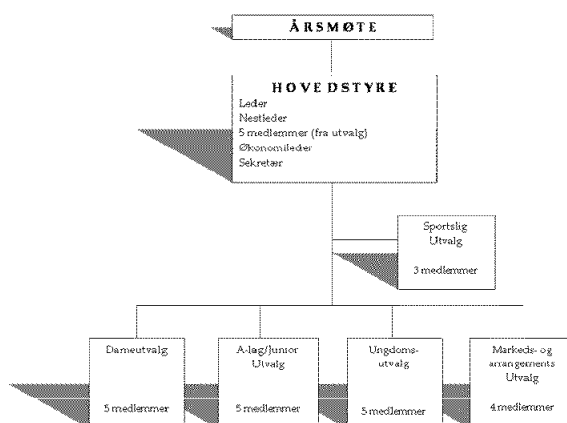 ÅRSMØTE
HOVEDSTYRE
Leder
Nestleder
5 medlemmer (fra utvalg)
Økonomileder
Sekretær
Sportslig
Utvalg
3 medlemmer
Dameutvalg
5 medlemmer
A-lag/Junior
Utvalg
5 medlemmer
Ungdoms-
utvalg
5 medlemmer
Markeds- og
arrangements
Utvalg
4 medlemmer